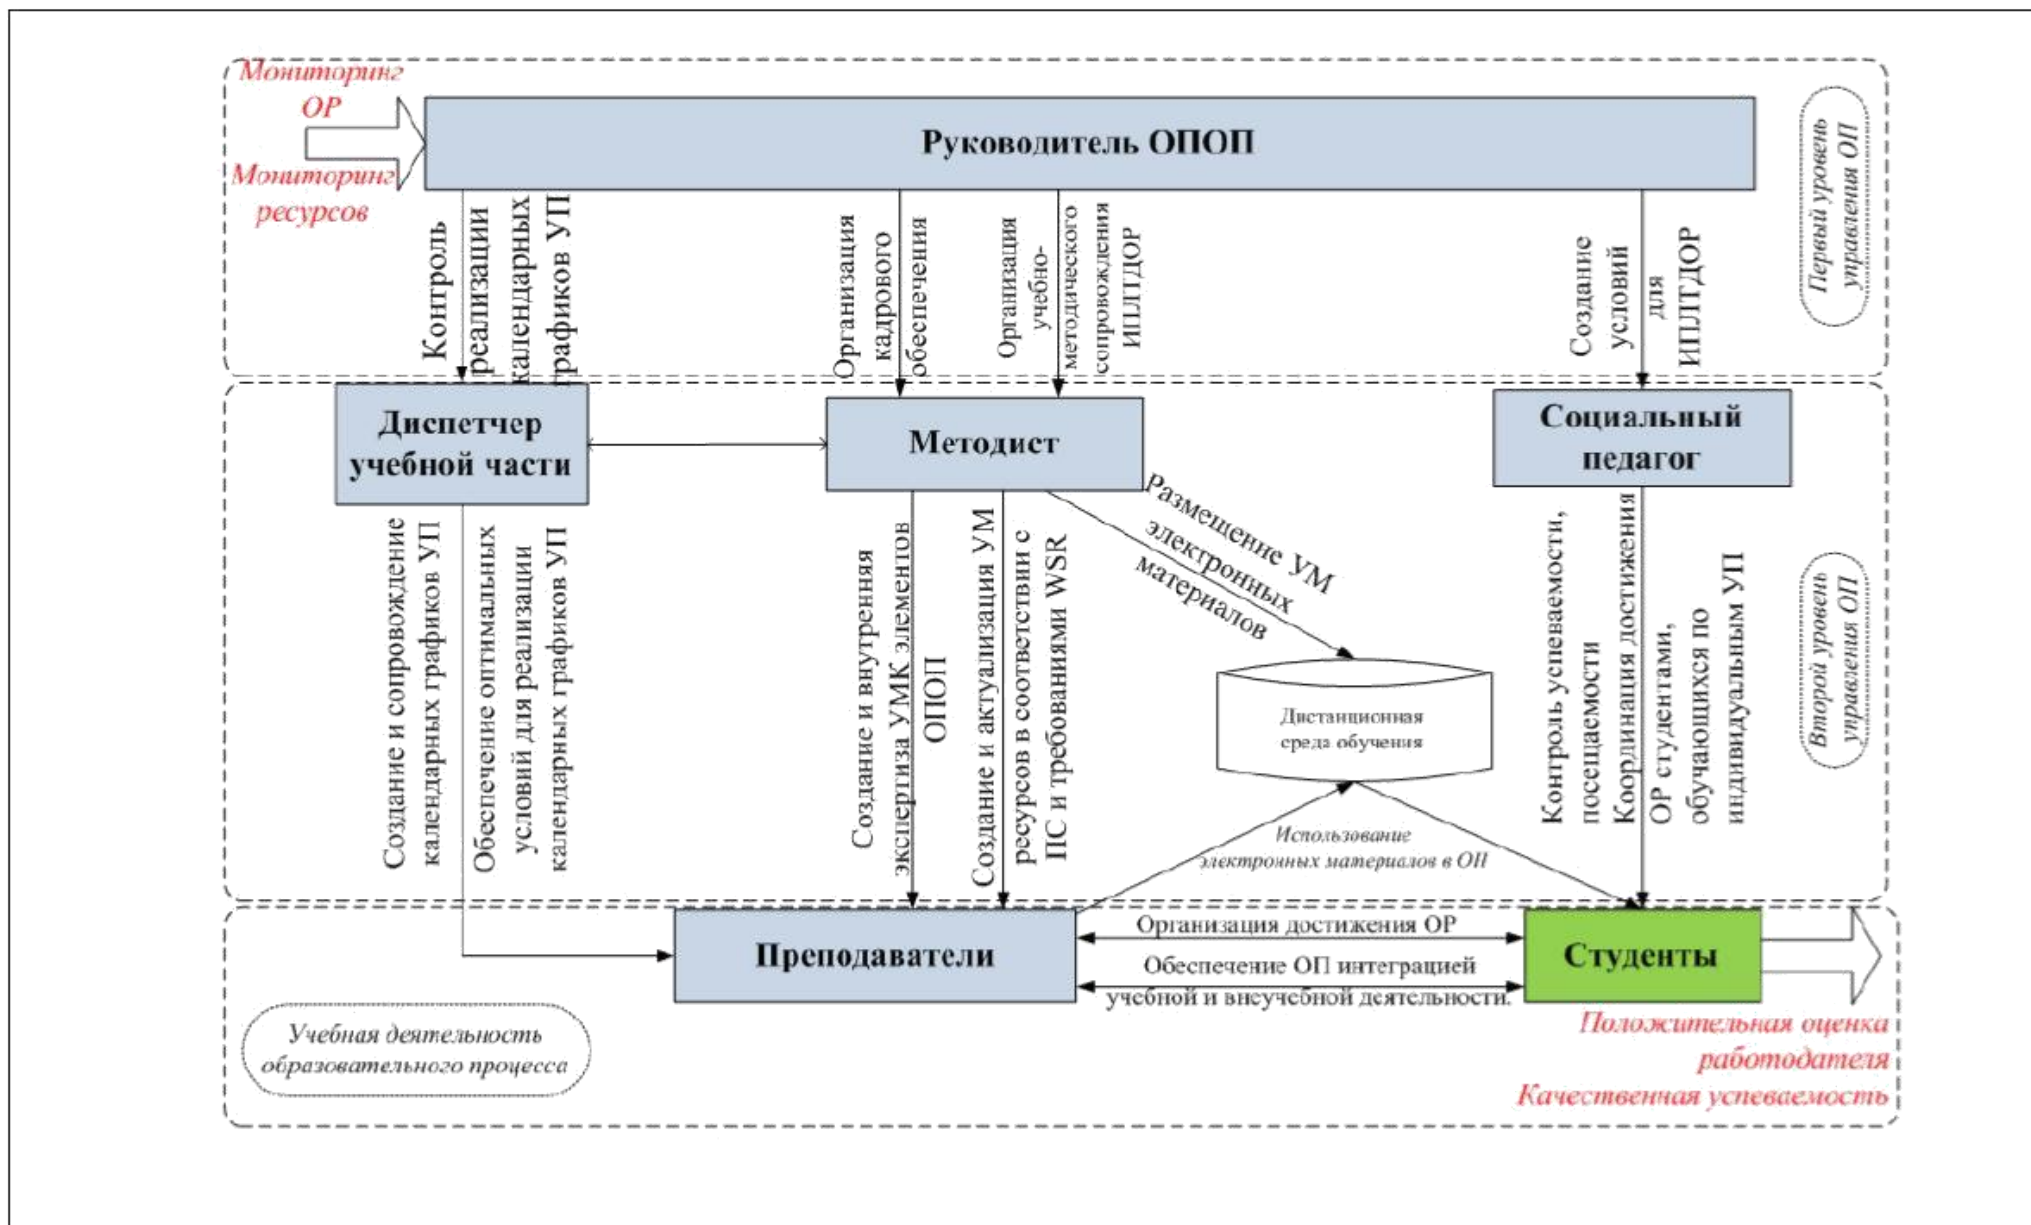 Мониторинг
ОР
Мониторинг
ресурсов
Руководитель ОПОП
Первый уровень
управления ОП
Контроль
реализации
календарных
графиков УП
Организация
кадрового
обеспечения
Организация
учебно-
методического
сопровождения
ИПЛТДОР
Создание
условий
для
ИПЛТДОР
Диспетчер
учебной части
Методист
Социальный
педагог
Создание и сопровождение
календарных графиков УП
Обеспечение оптимальных
условий для реализации
календарных графиков УП
Создание и внутренняя
экспертиза УМК элементов
ОПОП
Создание и актуализация УМ
ресурсов в соответствии с
ПС и требованиями WSR
Размещение УМ
электронных
материалов
Дистанционная
среда обучения
Использование
электронных материалов в ОП
Контроль успеваемости,
посещаемости
Координация достижения
ОР студентами,
обучающихся по
индивидуальным УП
Второй уровень
управления ОП
Преподаватели
Организация достижения ОР
Обеспечение ОП интеграцией
учебной и внеучебной деятельности.
Студенты
Учебная деятельность
образовательного процесса
Положительная оценка
работодателя
Качественная успеваемость